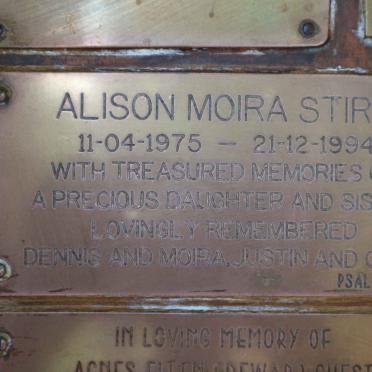 ALISON MOIRA STIR
11-04-1975 — 21-12-1994
WITH TREASURED MEMORIES
A PRECIOUS DAUGHTER AND SIS
LOVINGLY REMEMBERED
DENNIS AND MOIRA, JUSTIN AND
PSAL
IN LOVING MEMORY OF
AGNES